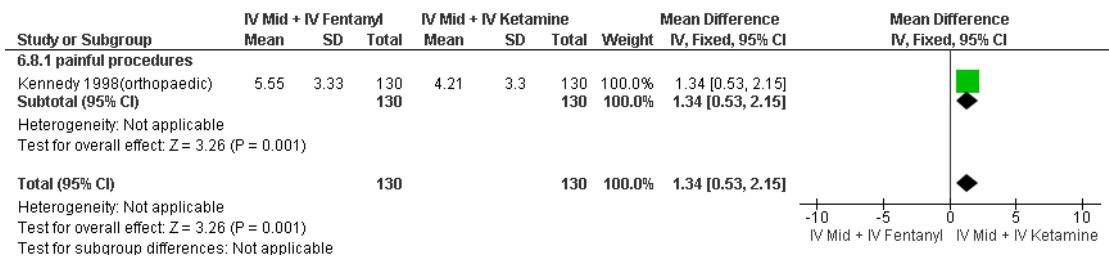 IV Mid + IV Fentanyl IV Mid + IV Ketamine Mean Difference Mean Difference
Study or Subgroup Mean SD Total Mean SD Total Weight IV, Fixed, 95% CI IV, Fixed, 95% CI
6.8.1 painful procedures
Kennedy 1998(orthopaedic) 5.55 3.33 130 4.21 3.3 130 100.0% 1.34 [0.53, 2.15]
Subtotal (95% CI) 130 130 100.0% 1.34 [0.53, 2.15]
Heterogeneity: Not applicable
Test for overall effect: Z = 3.26 (P = 0.001)
Total (95% CI) 130 130 100.0% 1.34 [0.53, 2.15]
Heterogeneity: Not applicable
Test for overall effect: Z = 3.26 (P = 0.001)
Test for subgroup differences: Not applicable
-10 -5 0 5 10
IV Mid + IV Fentanyl IV Mid + IV Ketamine